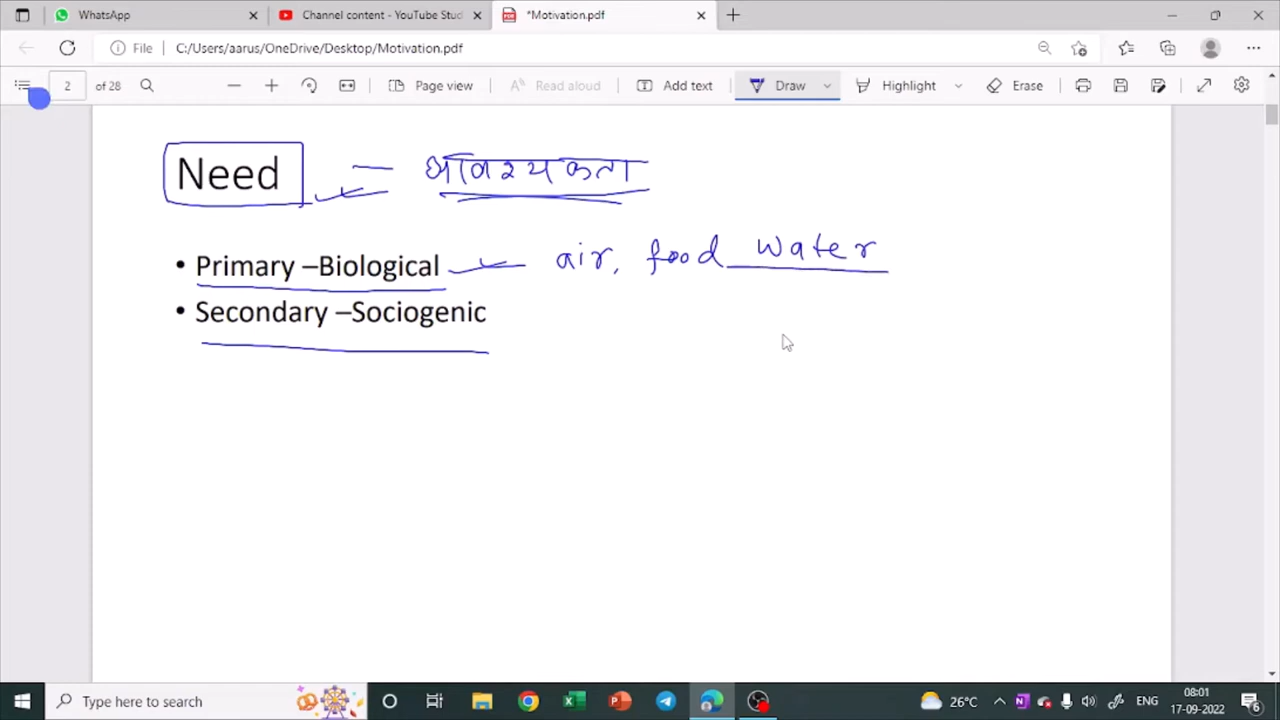 WhatsApp
Channel content - YouTube Stud
*Motivation.pdf
File C:/Users/aarus/OneDrive/Desktop/Motivation.pdf
2 of 28 Page view Read aloud Add text Draw Highlight Erase
Need — आवश्यकता
• Primary –Biological air, food water
• Secondary –Sociogenic
Type here to search 26°C ENG 08:01 17-09-2022 6